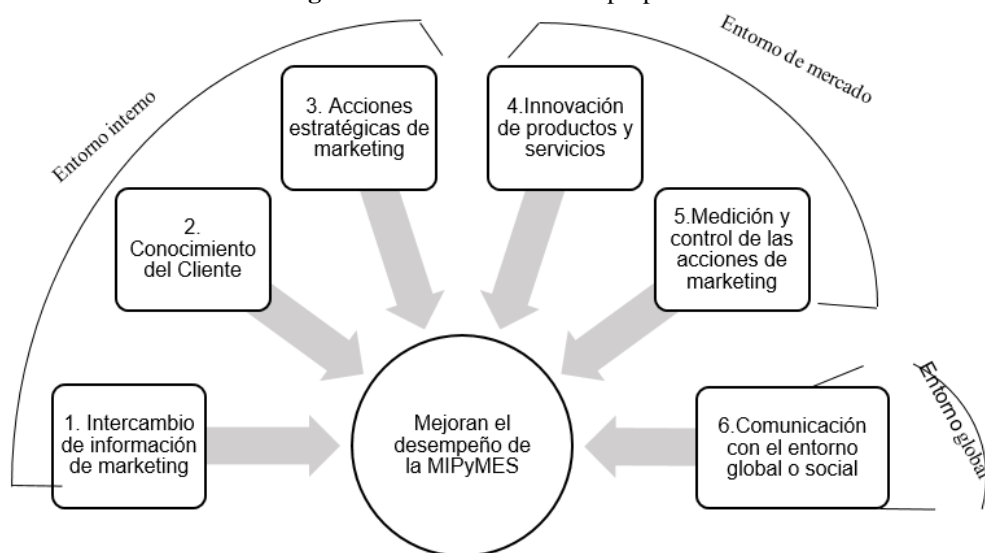 Entorno interno
Entorno de mercado
3. Acciones
estratégicas de
marketing
4.Innovación
de productos y
servicios
2.
Conocimiento
del Cliente
5.Medición y
control de las
acciones de
marketing
1. Intercambio
de información
de marketing
Mejoran el
desempeño de
la MIPyMES
6.Comunicación
con el entorno
global o social
Entorno global